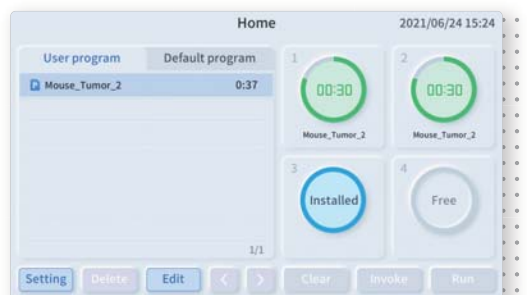 Home 2021/06/24 15:24
User program Default program
Mouse_Tumor_2 0:37
1/1
1
00:30
Mouse_Tumor_2
2
00:30
Mouse_Tumor_2
3
Installed
4
Free
Setting Delete Edit < > Clear Invoke Run